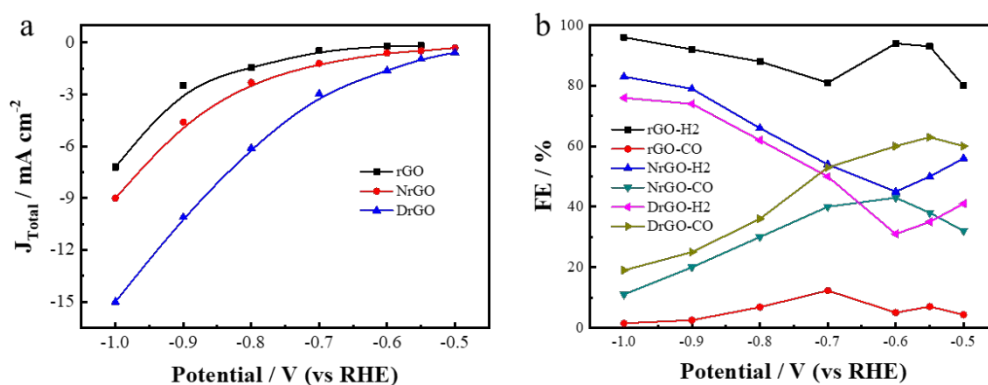 a
J_Total / mA cm⁻²
0
-3
-6
-9
-12
-15
rGO
NrGO
DrGO
-1.0 -0.9 -0.8 -0.7 -0.6 -0.5
Potential / V (vs RHE)
b
FE / %
100
80
60
40
20
0
rGO-H2
rGO-CO
NrGO-H2
NrGO-CO
DrGO-H2
DrGO-CO
-1.0 -0.9 -0.8 -0.7 -0.6 -0.5
Potential / V (vs RHE)